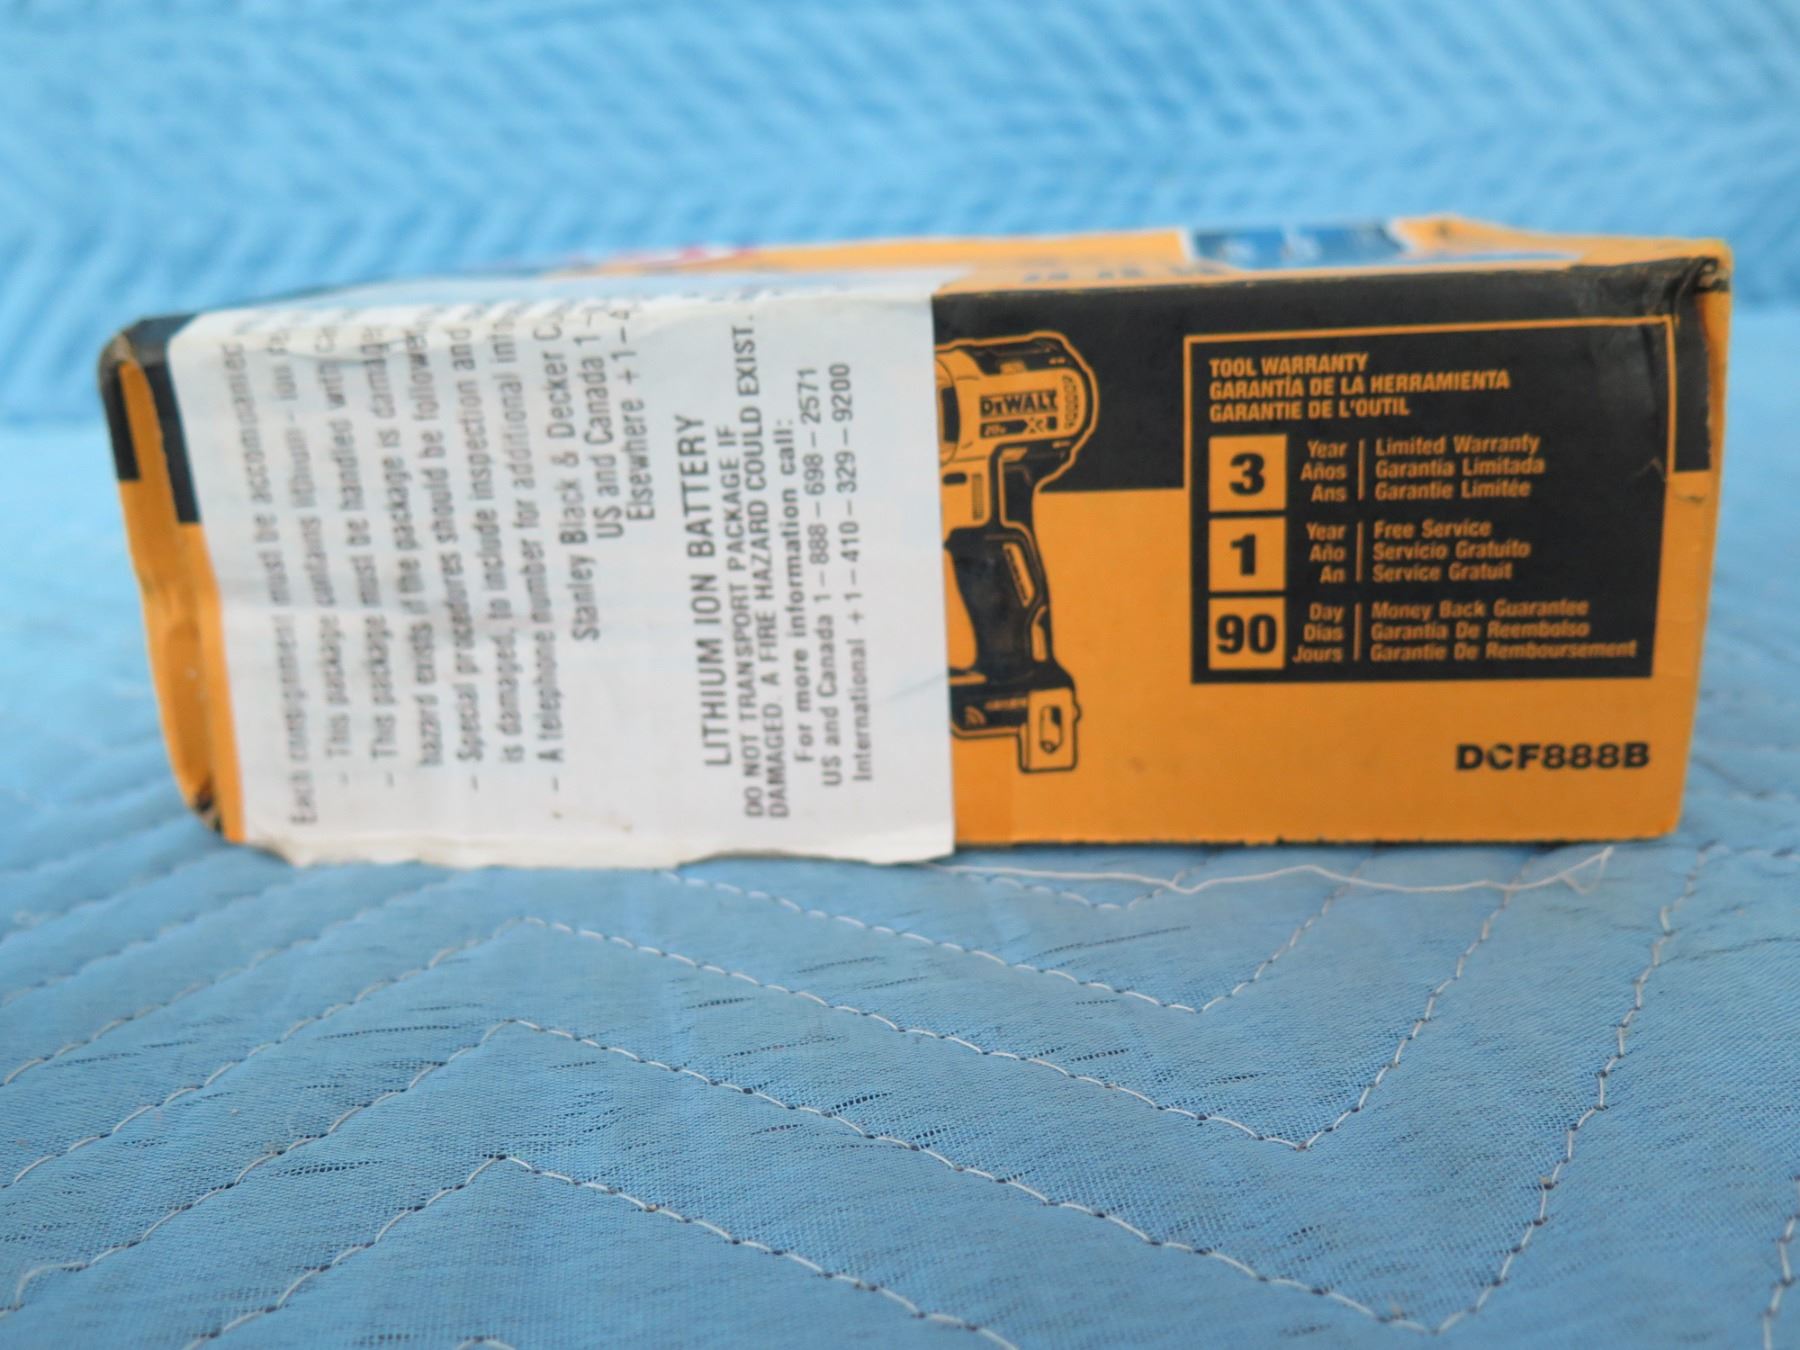 Each consignment must be accompanied
- This package contains lithium - ion
- This package must be handled with
hazard exists if the package is damage
- Special procedures should be followed
is damaged, to include inspection and
- A telephone number for additional
Stanley Black & Decker
US and Canada 1-
Elsewhere +1-4
LITHIUM ION BATTERY
DO NOT TRANSPORT PACKAGE IF
DAMAGED. A FIRE HAZARD COULD EXIST.
For more information call:
US and Canada 1-888-698-2571
International +1-410-329-9200
DEWALT
20v XR
TOOL WARRANTY
GARANTÍA DE LA HERRAMIENTA
GARANTIE DE L'OUTIL
3 Year Limited Warranty
Años Garantía Limitada
Ans Garantie Limitée
1 Year Free Service
Año Servicio Gratuito
An Service Gratuit
90 Day Money Back Guarantee
Días Garantía De Reembolso
Jours Garantie De Remboursement
DCF888B